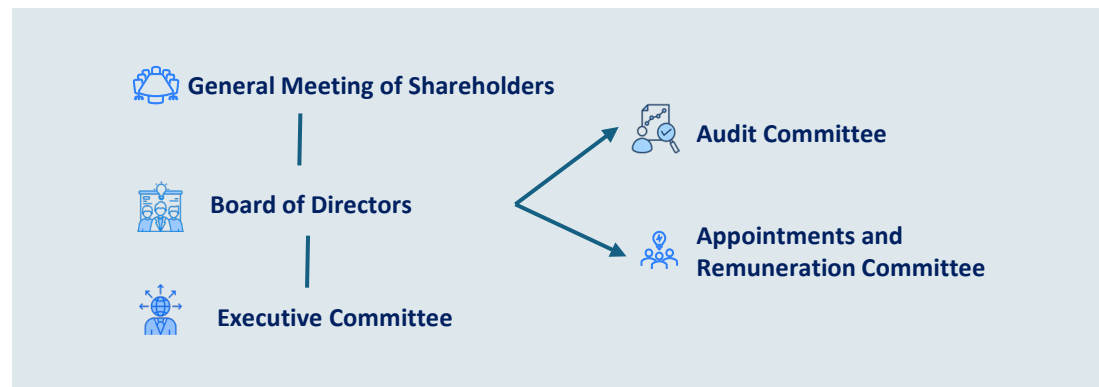 General Meeting of Shareholders
Audit Committee
Board of Directors
Appointments and
Remuneration Committee
Executive Committee